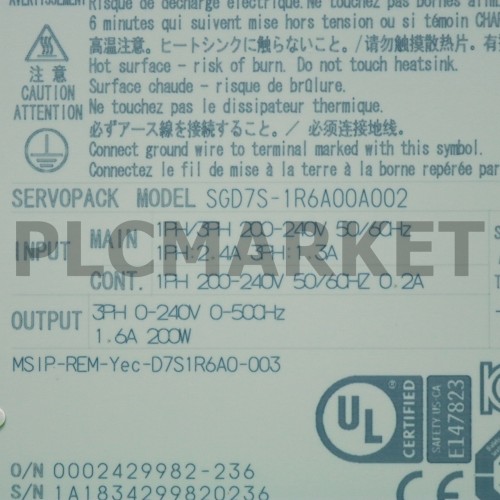 Risque de décharge électrique. Ne touchez pas
6 minutes qui suivent mise hors tension ou si témoin
高温注意。ヒートシンクに触らないこと。/请勿触摸散热片。
注意 Hot surface - risk of burn. Do not touch heatsink.
CAUTION Surface chaude - risque de brûlure.
ATTENTION Ne touchez pas le dissipateur thermique.
必ずアース線を接続すること。/ 必须连接地线。
Connect ground wire to terminal marked with this symbol.
Connectez le fil de mise à la terre à la borne repérée par
SERVOPACK MODEL SGD7S-1R6A00A002
INPUT MAIN 1PH/3PH 200-240V 50/60Hz
1PH:2.4A 3PH:1.3A
CONT. 1PH 200-240V 50/60HZ 0.2A
PLCMARKET
OUTPUT 3PH 0-240V 0-500Hz
1.6A 200W
MSIP-REM-Yec-D7S1R6A0-003
UL CERTIFIED SAFETY US-CA E147823
O/N 0002429982-236
S/N 1A1834299820236
CE